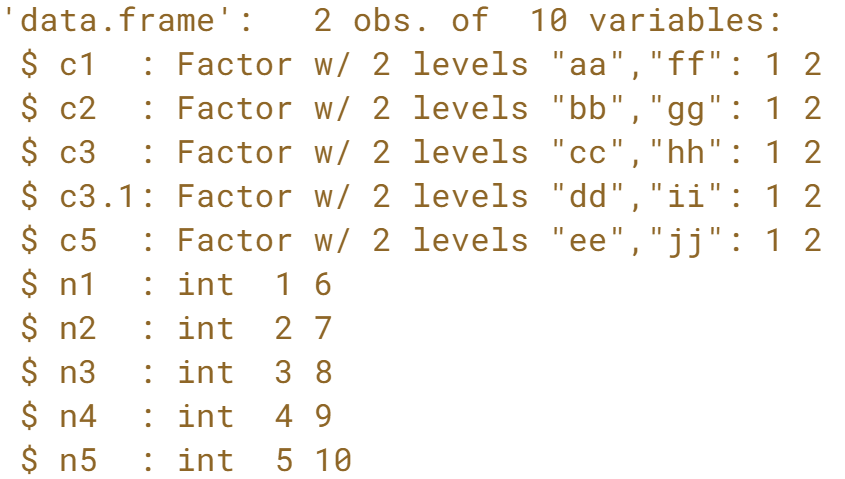 'data.frame':   2 obs. of  10 variables:
 $ c1  : Factor w/ 2 levels "aa","ff": 1 2
 $ c2  : Factor w/ 2 levels "bb","gg": 1 2
 $ c3  : Factor w/ 2 levels "cc","hh": 1 2
 $ c3.1: Factor w/ 2 levels "dd","ii": 1 2
 $ c5  : Factor w/ 2 levels "ee","jj": 1 2
 $ n1  : int  1 6
 $ n2  : int  2 7
 $ n3  : int  3 8
 $ n4  : int  4 9
 $ n5  : int  5 10